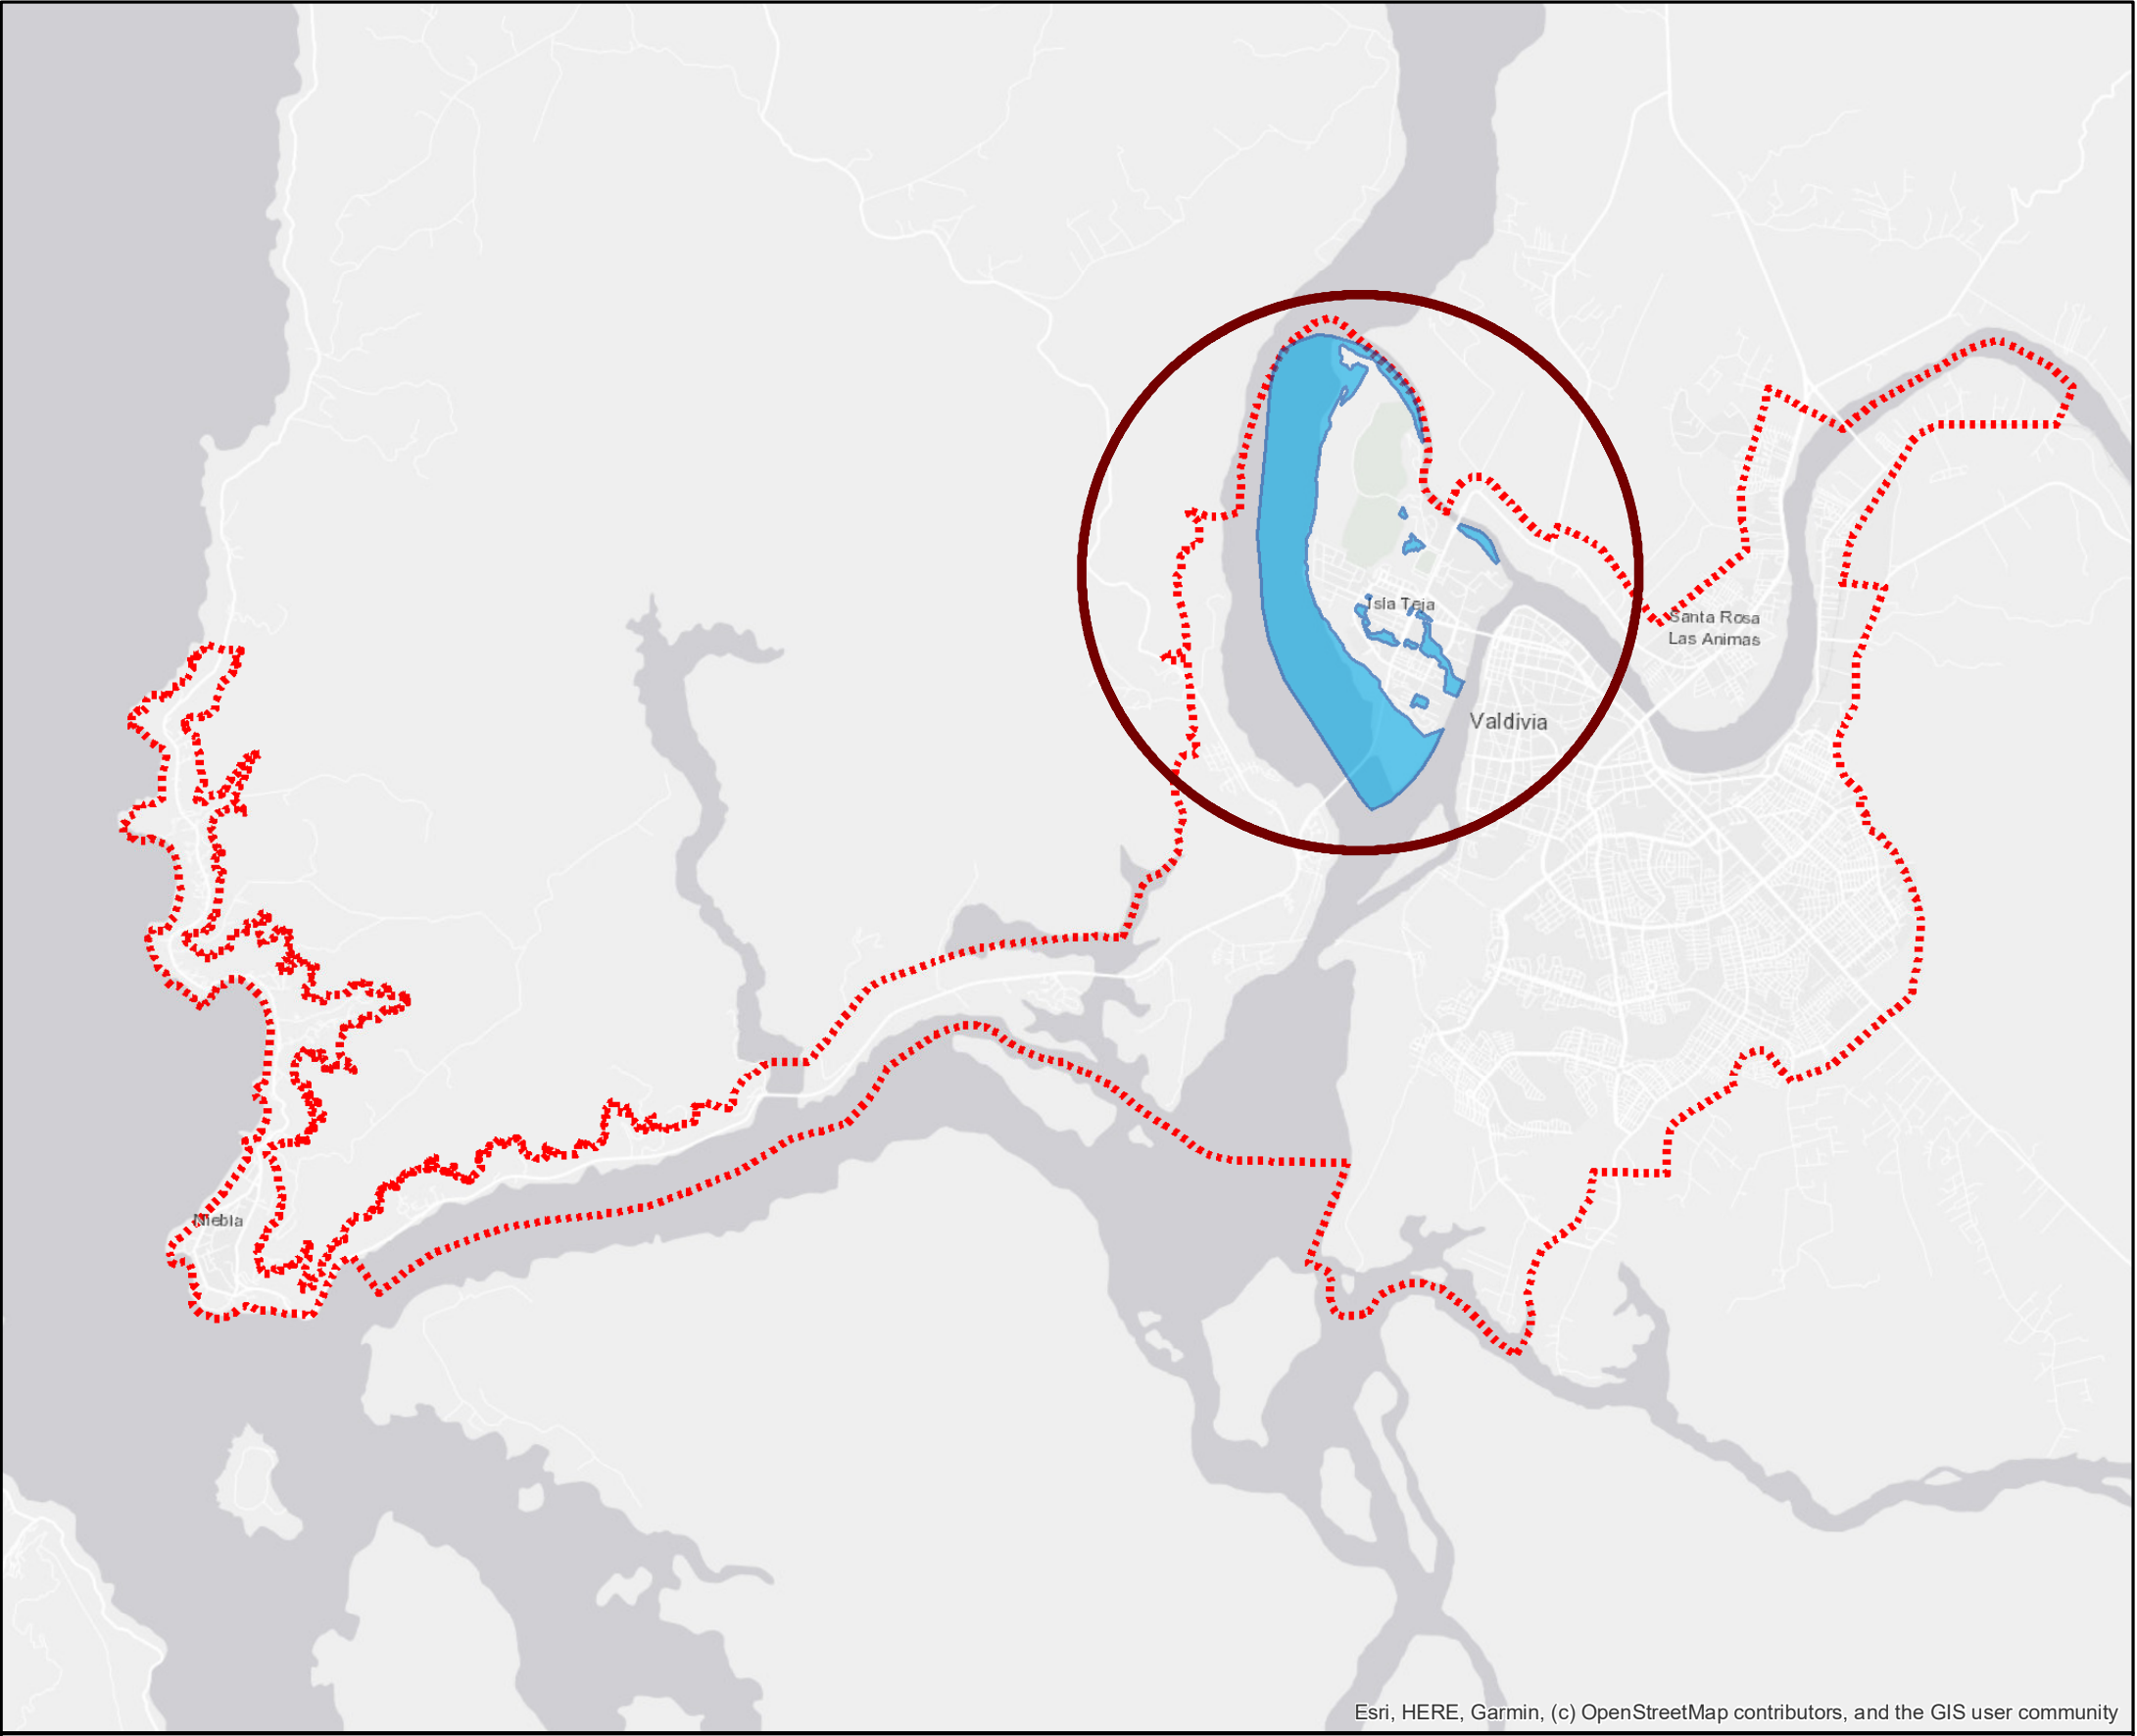 Isla Teja
Santa Rosa
Las Animas
Valdivia
Niebla
Esri, HERE, Garmin, (c) OpenStreetMap contributors, and the GIS user community